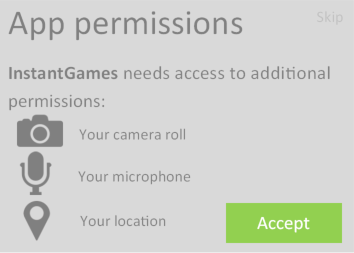 App permissions
Skip
InstantGames needs access to additional
permissions:
Your camera roll
Your microphone
Your location
Accept